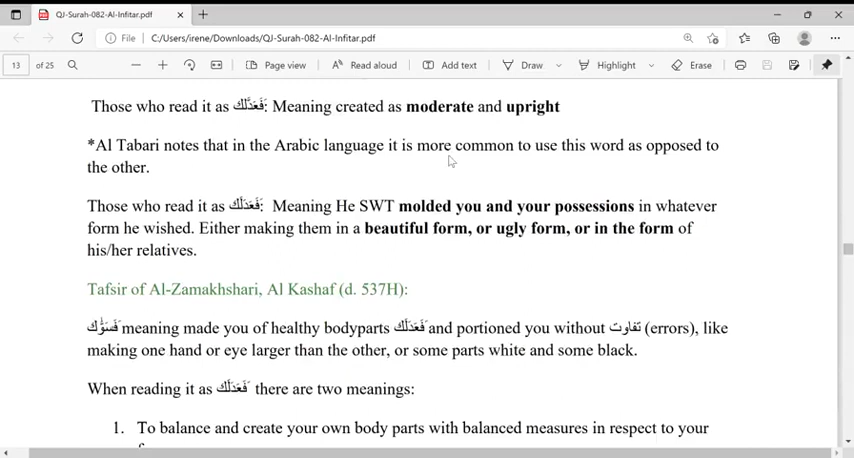 QJ-Surah-082-Al-Infitar.pdf
File C:/Users/irene/Downloads/QJ-Surah-082-Al-Infitar.pdf
13 of 25 Page view Read aloud Add text Draw Highlight Erase
Those who read it as فَعَدَّلَك: Meaning created as moderate and upright
*Al Tabari notes that in the Arabic language it is more common to use this word as opposed to
the other.
Those who read it as فَعَدَلَك: Meaning He SWT molded you and your possessions in whatever
form he wished. Either making them in a beautiful form, or ugly form, or in the form of
his/her relatives.
Tafsir of Al-Zamakhshari, Al Kashaf (d. 537H):
فَسَوَّىٰك meaning made you of healthy bodyparts فَعَدَلَك and portioned you without تفاوت (errors), like
making one hand or eye larger than the other, or some parts white and some black.
When reading it as فَعَدَلَك there are two meanings:
1. To balance and create your own body parts with balanced measures in respect to your